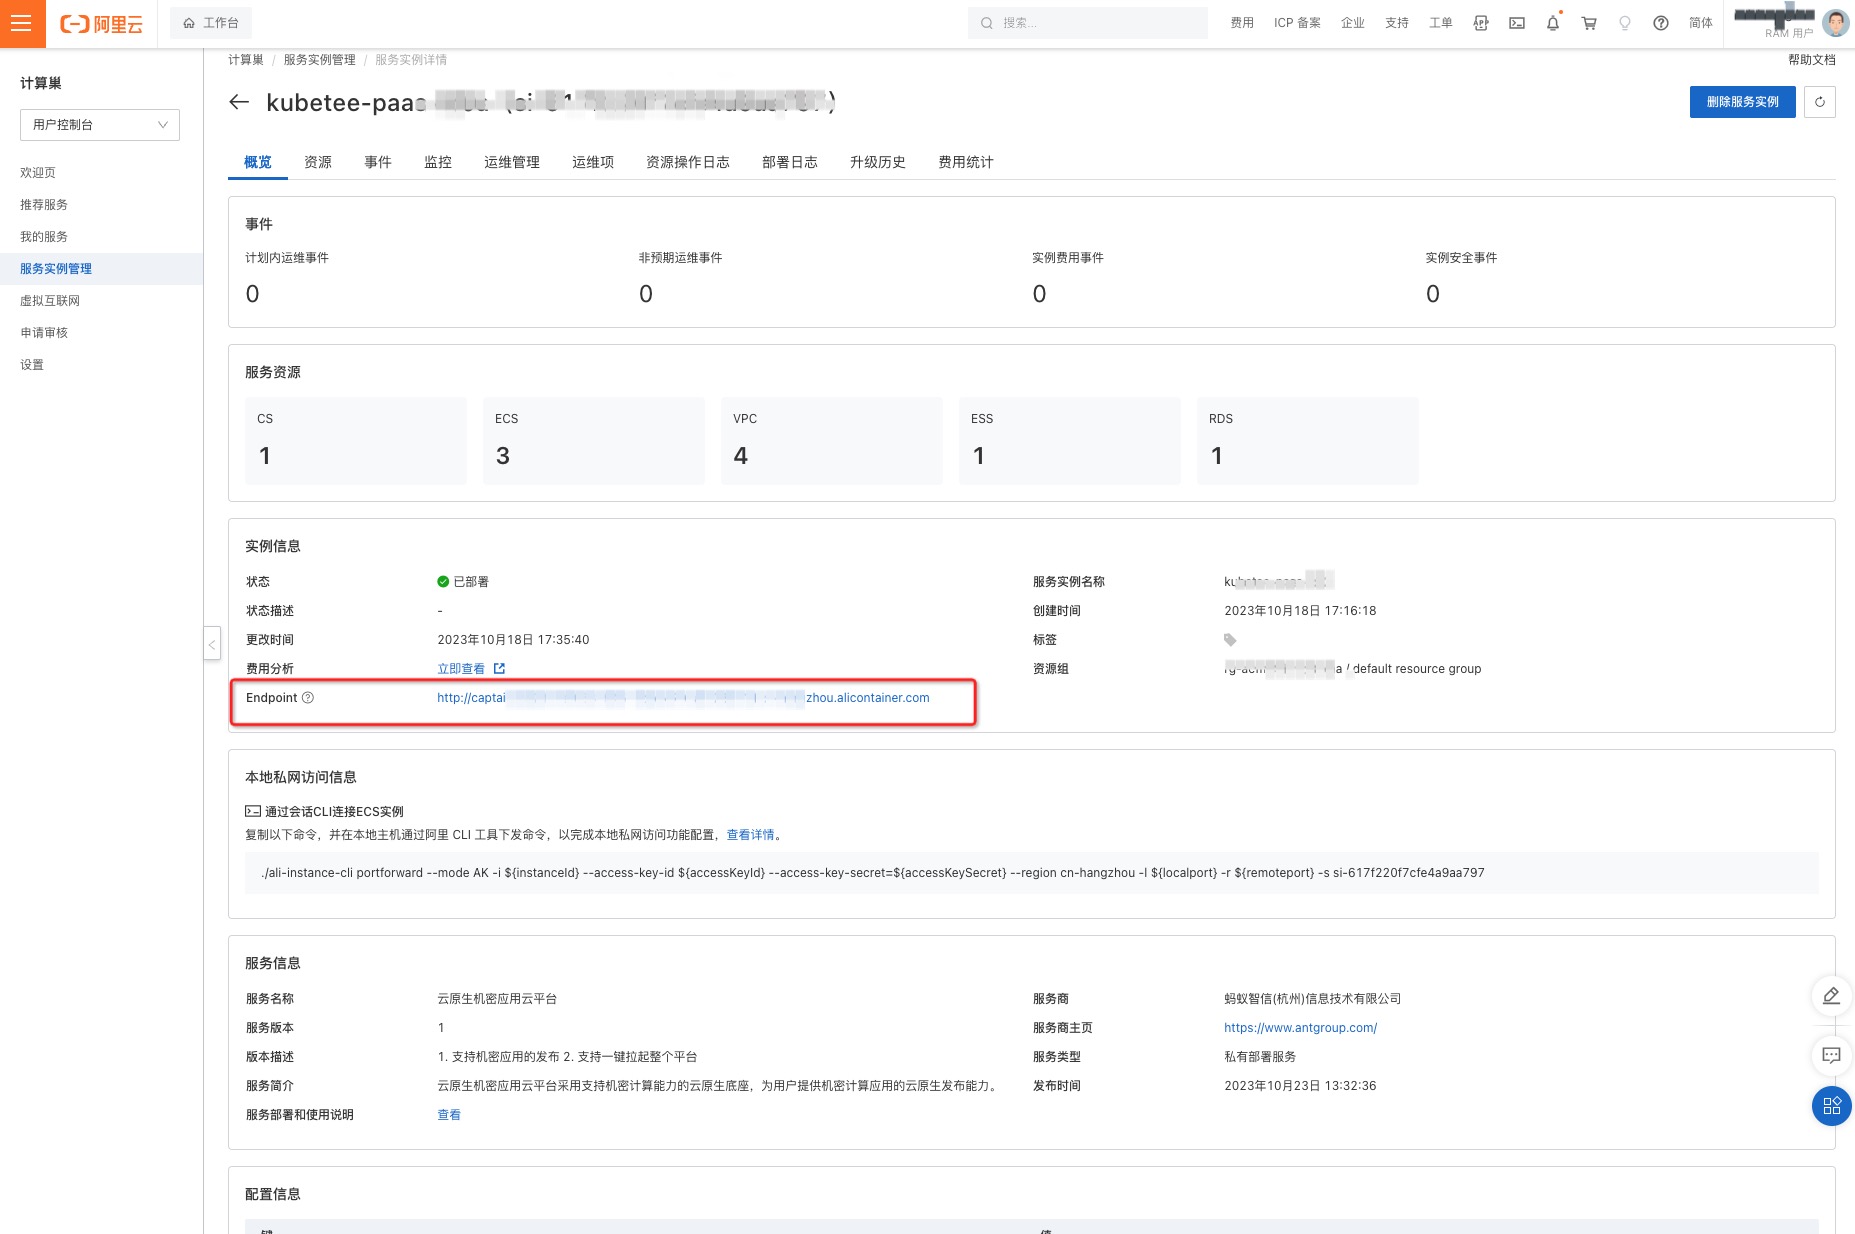 阿里云
工作台
搜索...
费用
ICP 备案
企业
支持
工单
简体
RAM 用户
计算巢 / 服务实例管理 / 服务实例详情
帮助文档
计算巢
用户控制台
欢迎页
推荐服务
我的服务
服务实例管理
虚拟互联网
申请审核
设置
kubetee-paas
删除服务实例
概览
资源
事件
监控
运维管理
运维项
资源操作日志
部署日志
升级历史
费用统计
事件
计划内运维事件
非预期运维事件
实例费用事件
实例安全事件
0
0
0
0
服务资源
CS
ECS
VPC
ESS
RDS
1
3
4
1
1
实例信息
状态
已部署
服务实例名称
状态描述
-
创建时间
2023年10月18日 17:16:18
更改时间
2023年10月18日 17:35:40
标签
费用分析
立即查看
资源组
a / default resource group
Endpoint
http://captai
zhou.alicontainer.com
本地私网访问信息
通过会话CLI连接ECS实例
复制以下命令，并在本地主机通过阿里 CLI 工具下发命令，以完成本地私网访问功能配置，查看详情。
./ali-instance-cli portforward --mode AK -i ${instanceId} --access-key-id ${accessKeyId} --access-key-secret=${accessKeySecret} --region cn-hangzhou -l ${localport} -r ${remoteport} -s si-617f220f7cfe4a9aa797
服务信息
服务名称
云原生机密应用云平台
服务商
蚂蚁智信(杭州)信息技术有限公司
服务版本
1
服务商主页
https://www.antgroup.com/
版本描述
1. 支持机密应用的发布 2. 支持一键拉起整个平台
服务类型
私有部署服务
服务简介
云原生机密应用云平台采用支持机密计算能力的云原生底座，为用户提供机密计算应用的云原生发布能力。
发布时间
2023年10月23日 13:32:36
服务部署和使用说明
查看
配置信息